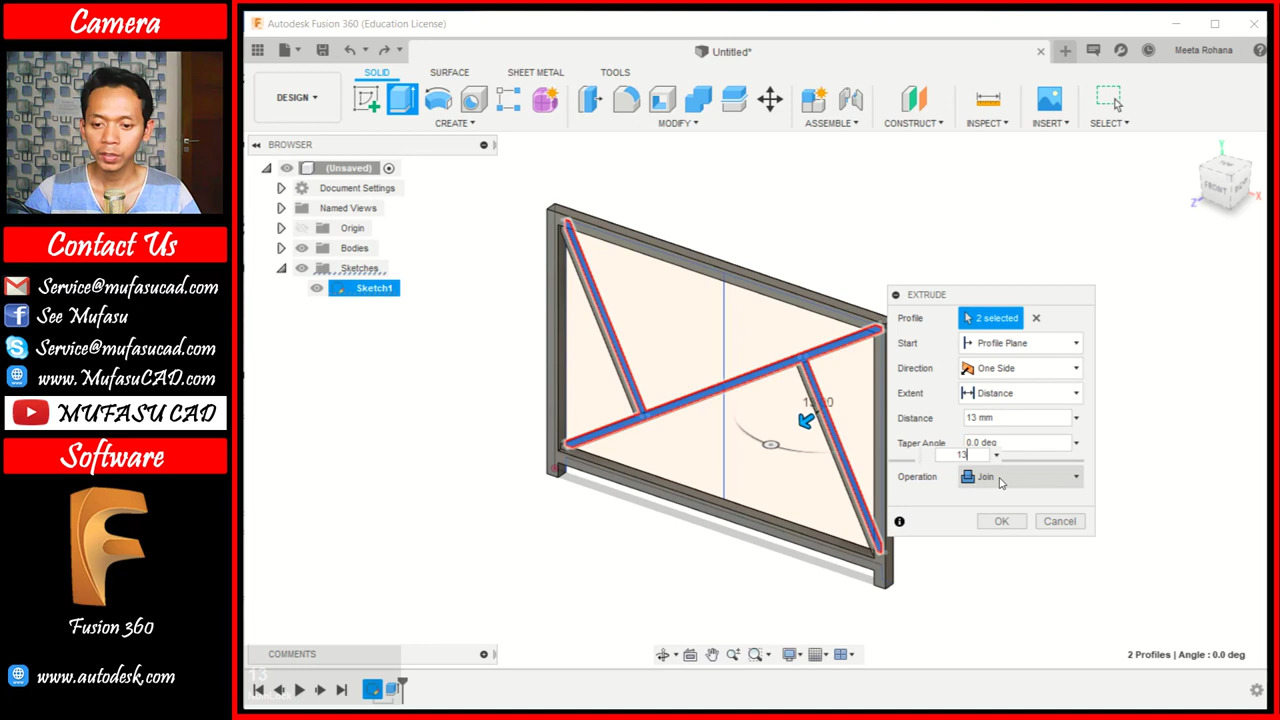 Camera
Contact Us
Service@mufasucad.com
See Mufasu
Service@mufasucad.com
www.MufasuCAD.com
MUFASU CAD
Software
Fusion 360
www.autodesk.com
Autodesk Fusion 360 (Education License)
Untitled*
Meeta Rohana
DESIGN
SOLID
SURFACE
SHEET METAL
TOOLS
CREATE
MODIFY
ASSEMBLE
CONSTRUCT
INSPECT
INSERT
SELECT
BROWSER
(Unsaved)
Document Settings
Named Views
Origin
Bodies
Sketches
Sketch1
Y
TOP
FRONT
X
Z
EXTRUDE
Profile
2 selected
Start
Profile Plane
Direction
One Side
Extent
Distance
Distance
13 mm
Taper Angle
0.0 deg
13
Operation
Join
OK
Cancel
COMMENTS
2 Profiles | Angle : 0.0 deg
13